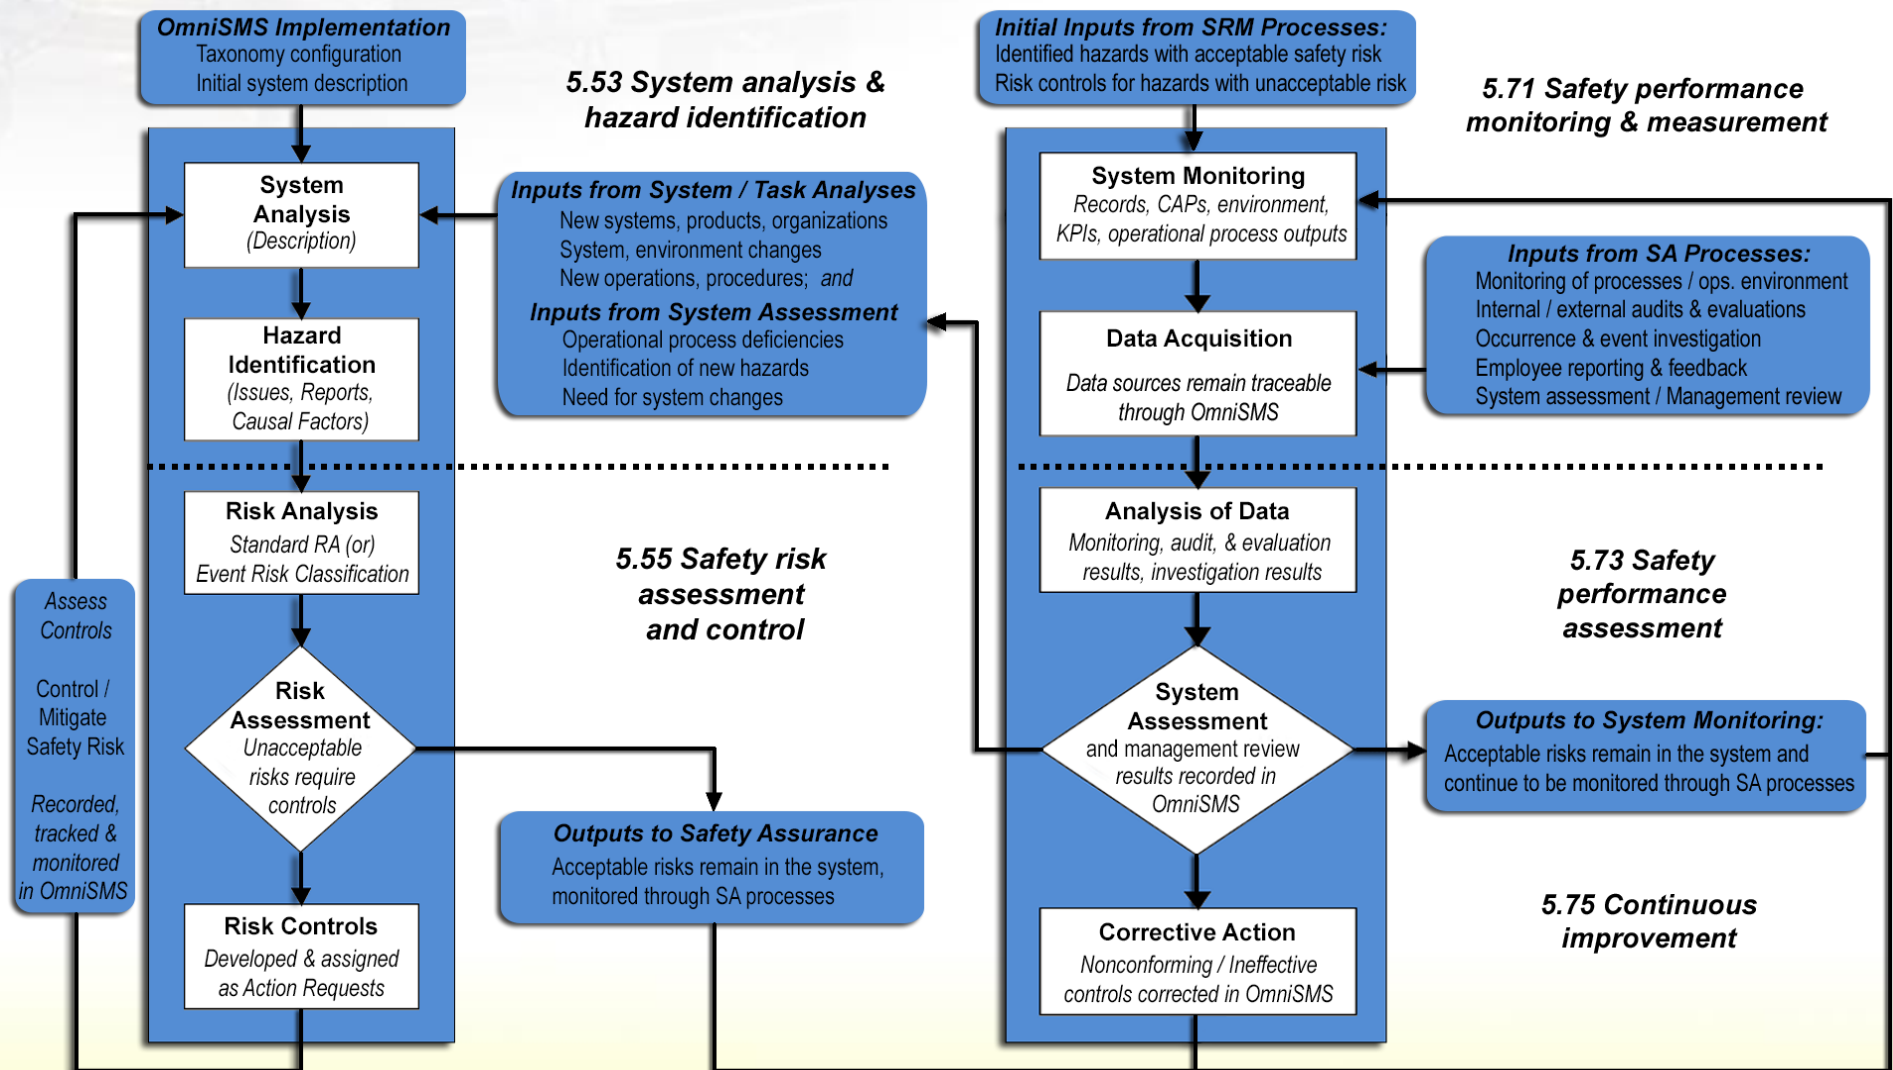 OmniSMS Implementation
Taxonomy configuration
Initial system description
5.53 System analysis &
hazard identification
System
Analysis
(Description)
Inputs from System / Task Analyses
New systems, products, organizations
System, environment changes
New operations, procedures; and
Inputs from System Assessment
Operational process deficiencies
Identification of new hazards
Need for system changes
Hazard
Identification
(Issues, Reports,
Causal Factors)
Risk Analysis
Standard RA (or)
Event Risk Classification
5.55 Safety risk
assessment
and control
Assess
Controls
Control /
Mitigate
Safety Risk
Recorded,
tracked &
monitored
in OmniSMS
Risk
Assessment
Unacceptable
risks require
controls
Outputs to Safety Assurance
Acceptable risks remain in the system,
monitored through SA processes
Risk Controls
Developed & assigned
as Action Requests
Initial Inputs from SRM Processes:
Identified hazards with acceptable safety risk
Risk controls for hazards with unacceptable risk
5.71 Safety performance
monitoring & measurement
System Monitoring
Records, CAPs, environment,
KPIs, operational process outputs
Inputs from SA Processes:
Monitoring of processes / ops. environment
Internal / external audits & evaluations
Occurrence & event investigation
Employee reporting & feedback
System assessment / Management review
Data Acquisition
Data sources remain traceable
through OmniSMS
Analysis of Data
Monitoring, audit, & evaluation
results, investigation results
5.73 Safety
performance
assessment
System
Assessment
and management review
results recorded in
OmniSMS
Outputs to System Monitoring:
Acceptable risks remain in the system and
continue to be monitored through SA processes
5.75 Continuous
improvement
Corrective Action
Nonconforming / Ineffective
controls corrected in OmniSMS